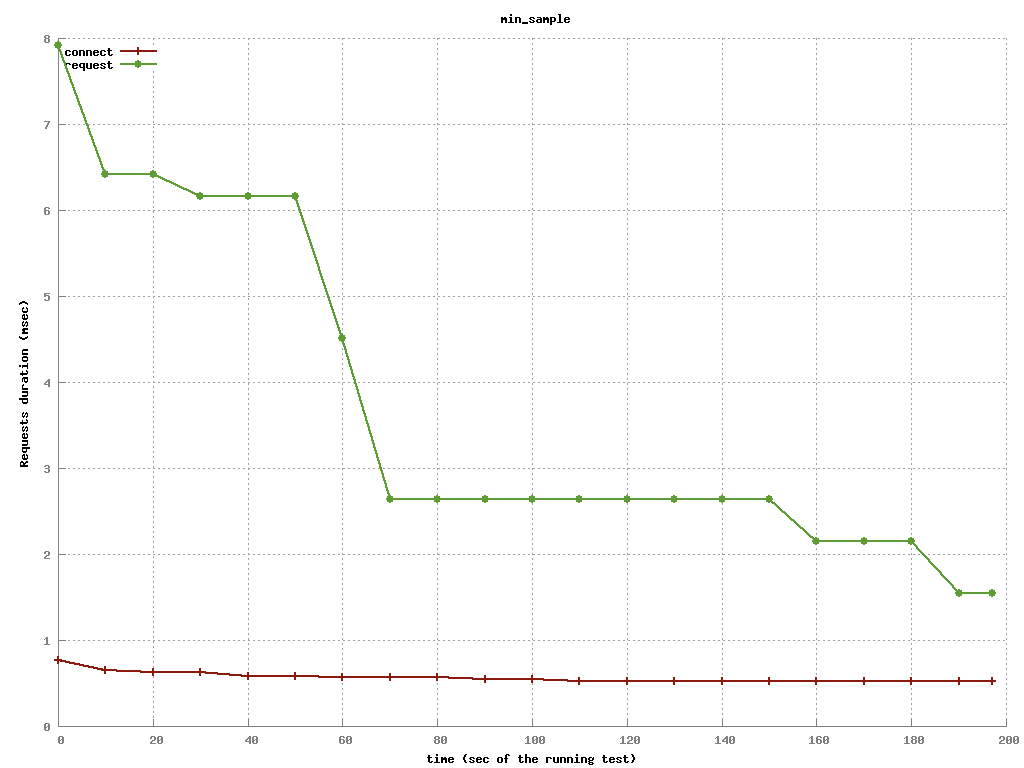 min_sample
connect
request
8
7
6
5
4
3
2
1
0
Requests duration (msec)
0 20 40 60 80 100 120 140 160 180 200
time (sec of the running test)